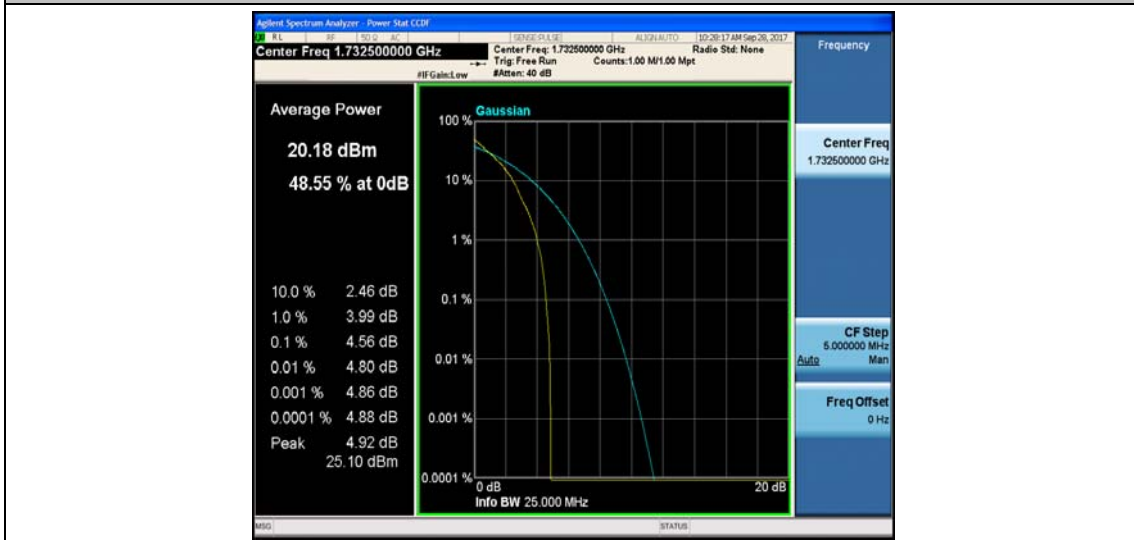 Agilent Spectrum Analyzer - Power Stat CCDF
RL RF 50 Ω AC SENSE:PULSE ALIGN AUTO 10:28:17 AM Sep 28, 2017
Center Freq 1.732500000 GHz
Center Freq: 1.732500000 GHz Radio Std: None
Trig: Free Run Counts:1.00 M/1.00 Mpt
#IFGain:Low #Atten: 40 dB
Frequency
Average Power
20.18 dBm
48.55 % at 0dB
10.0 % 2.46 dB
1.0 % 3.99 dB
0.1 % 4.56 dB
0.01 % 4.80 dB
0.001 % 4.86 dB
0.0001 % 4.88 dB
Peak 4.92 dB
25.10 dBm
Gaussian
100 %
10 %
1 %
0.1 %
0.01 %
0.001 %
0.0001 %
0 dB 20 dB
Info BW 25.000 MHz
Center Freq
1.732500000 GHz
CF Step
5.000000 MHz
Auto Man
Freq Offset
0 Hz
MSG STATUS